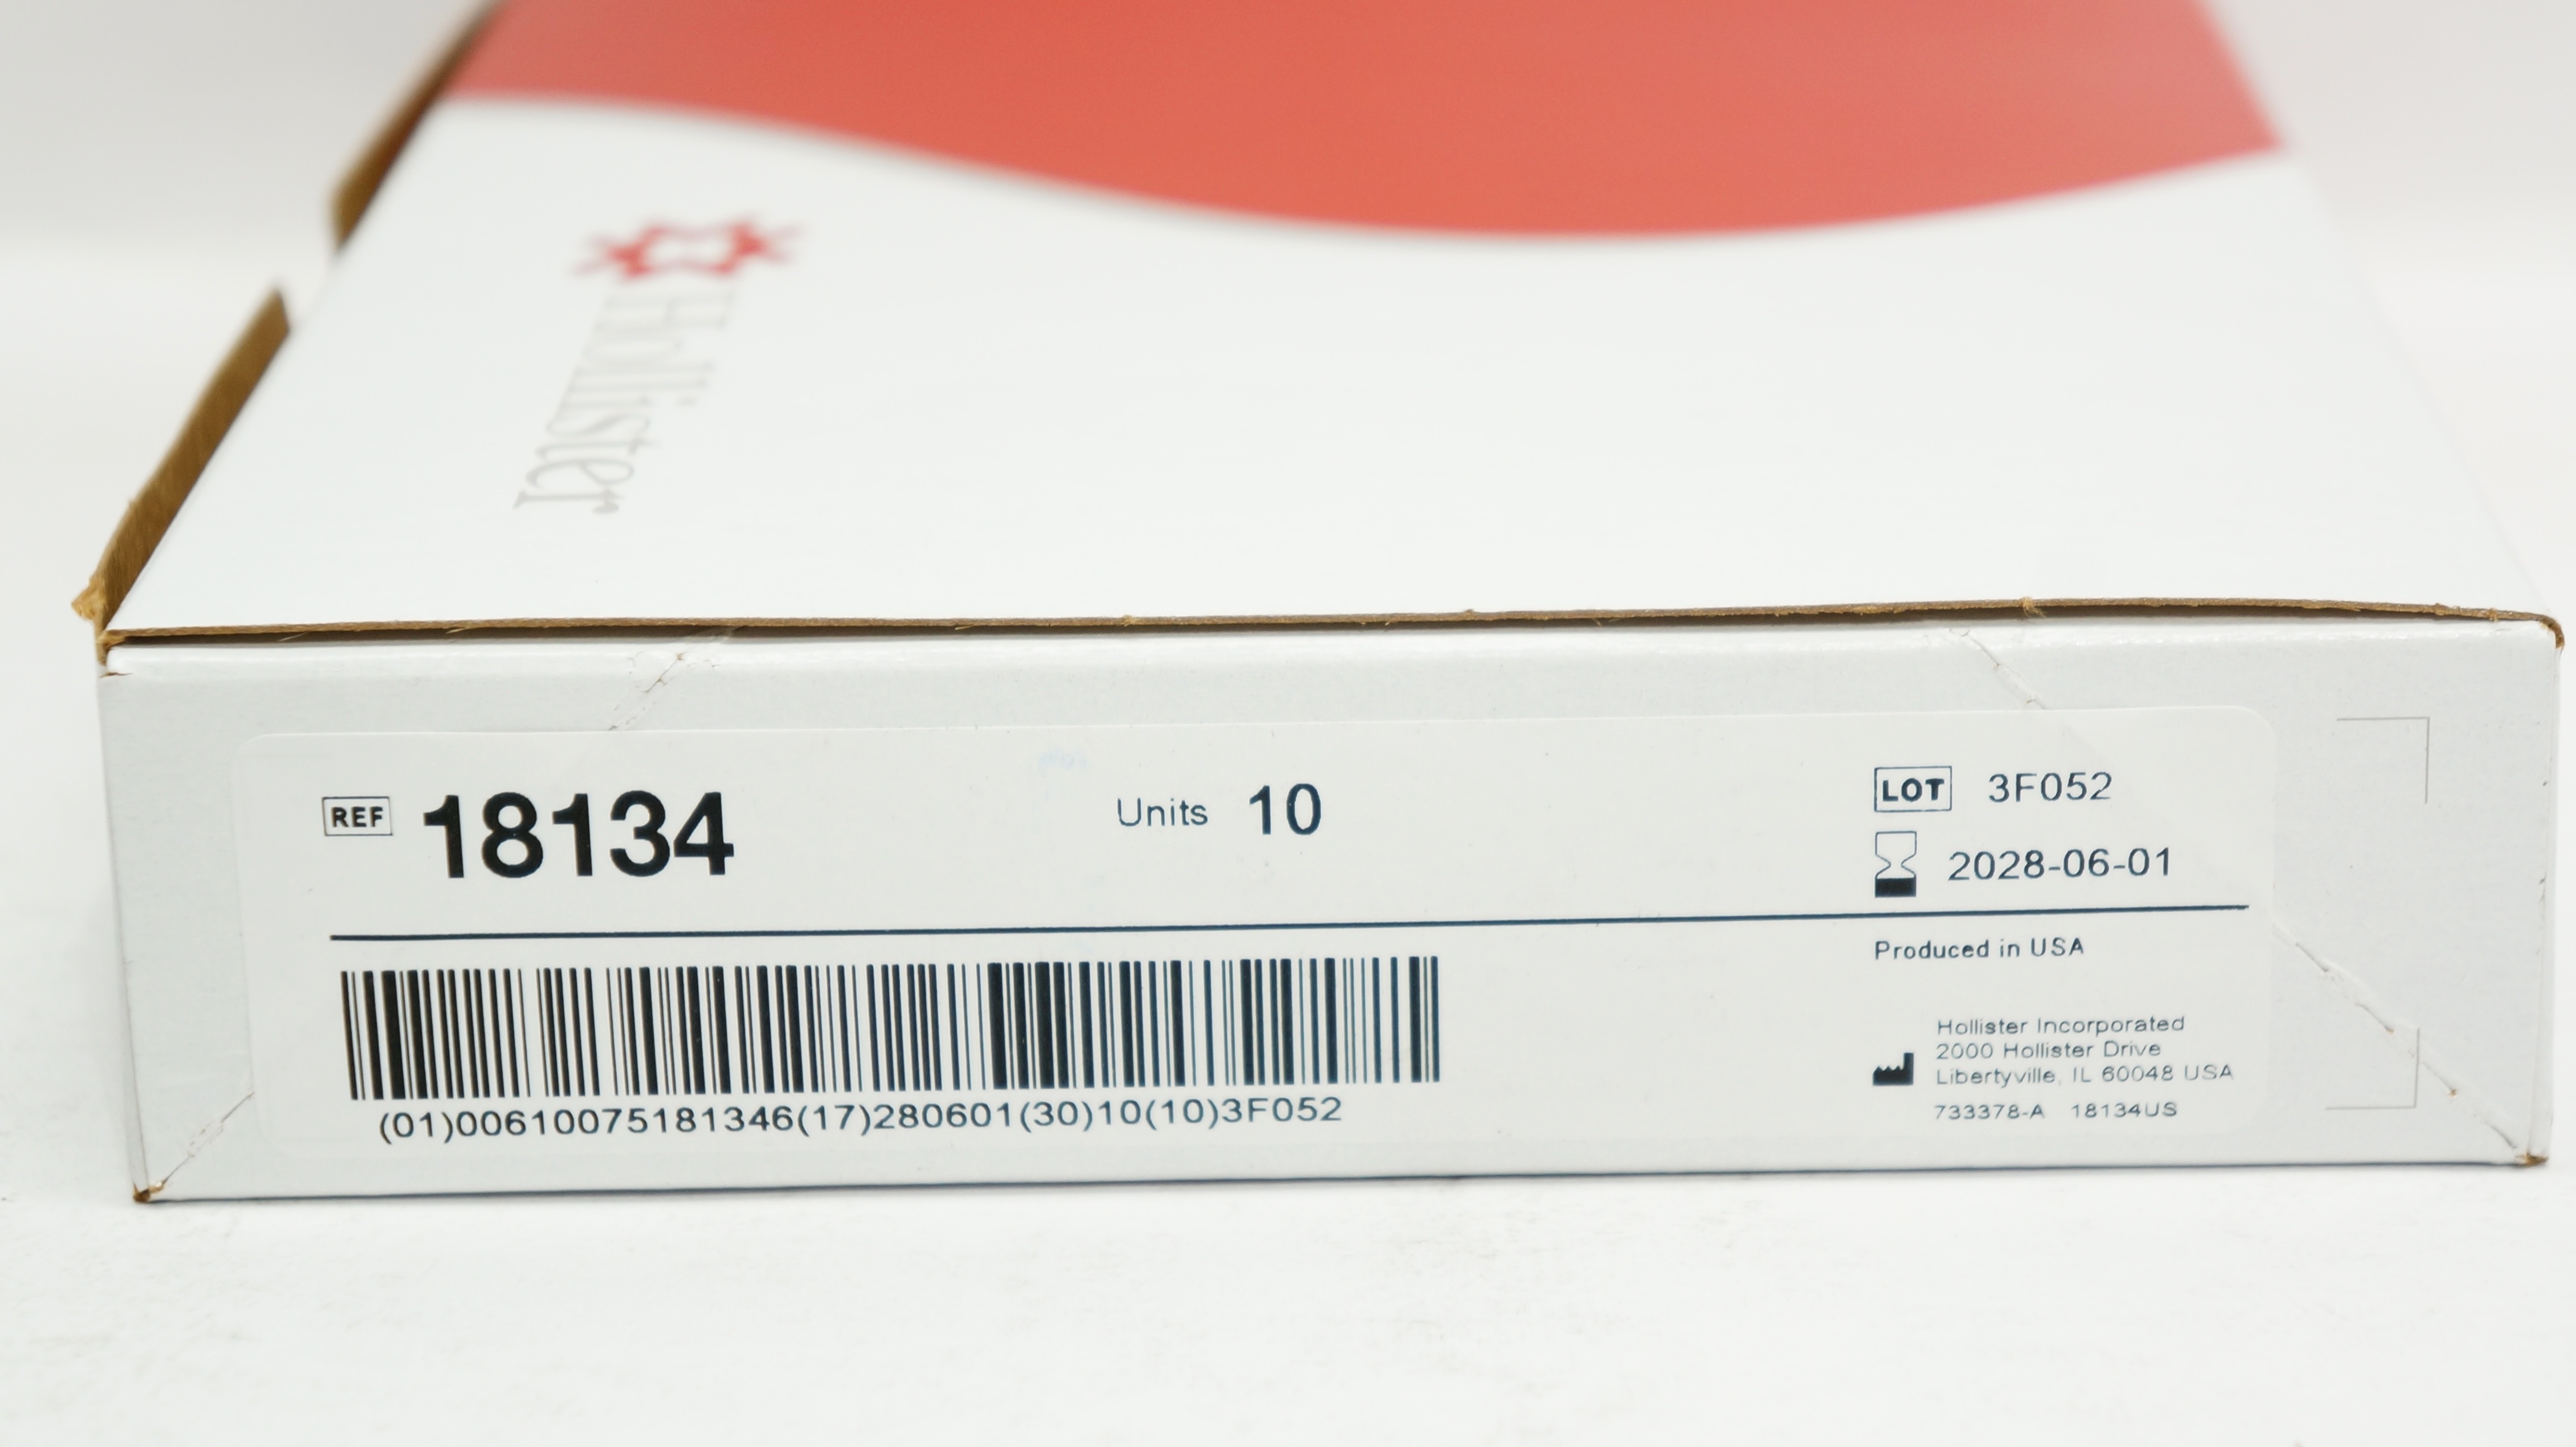 Hollister
REF 18134
Units 10
LOT 3F052
2028-06-01
Produced in USA
(01)00610075181346(17)280601(30)10(10)3F052
Hollister Incorporated
2000 Hollister Drive
Libertyville, IL 60048 USA
733378-A 18134US